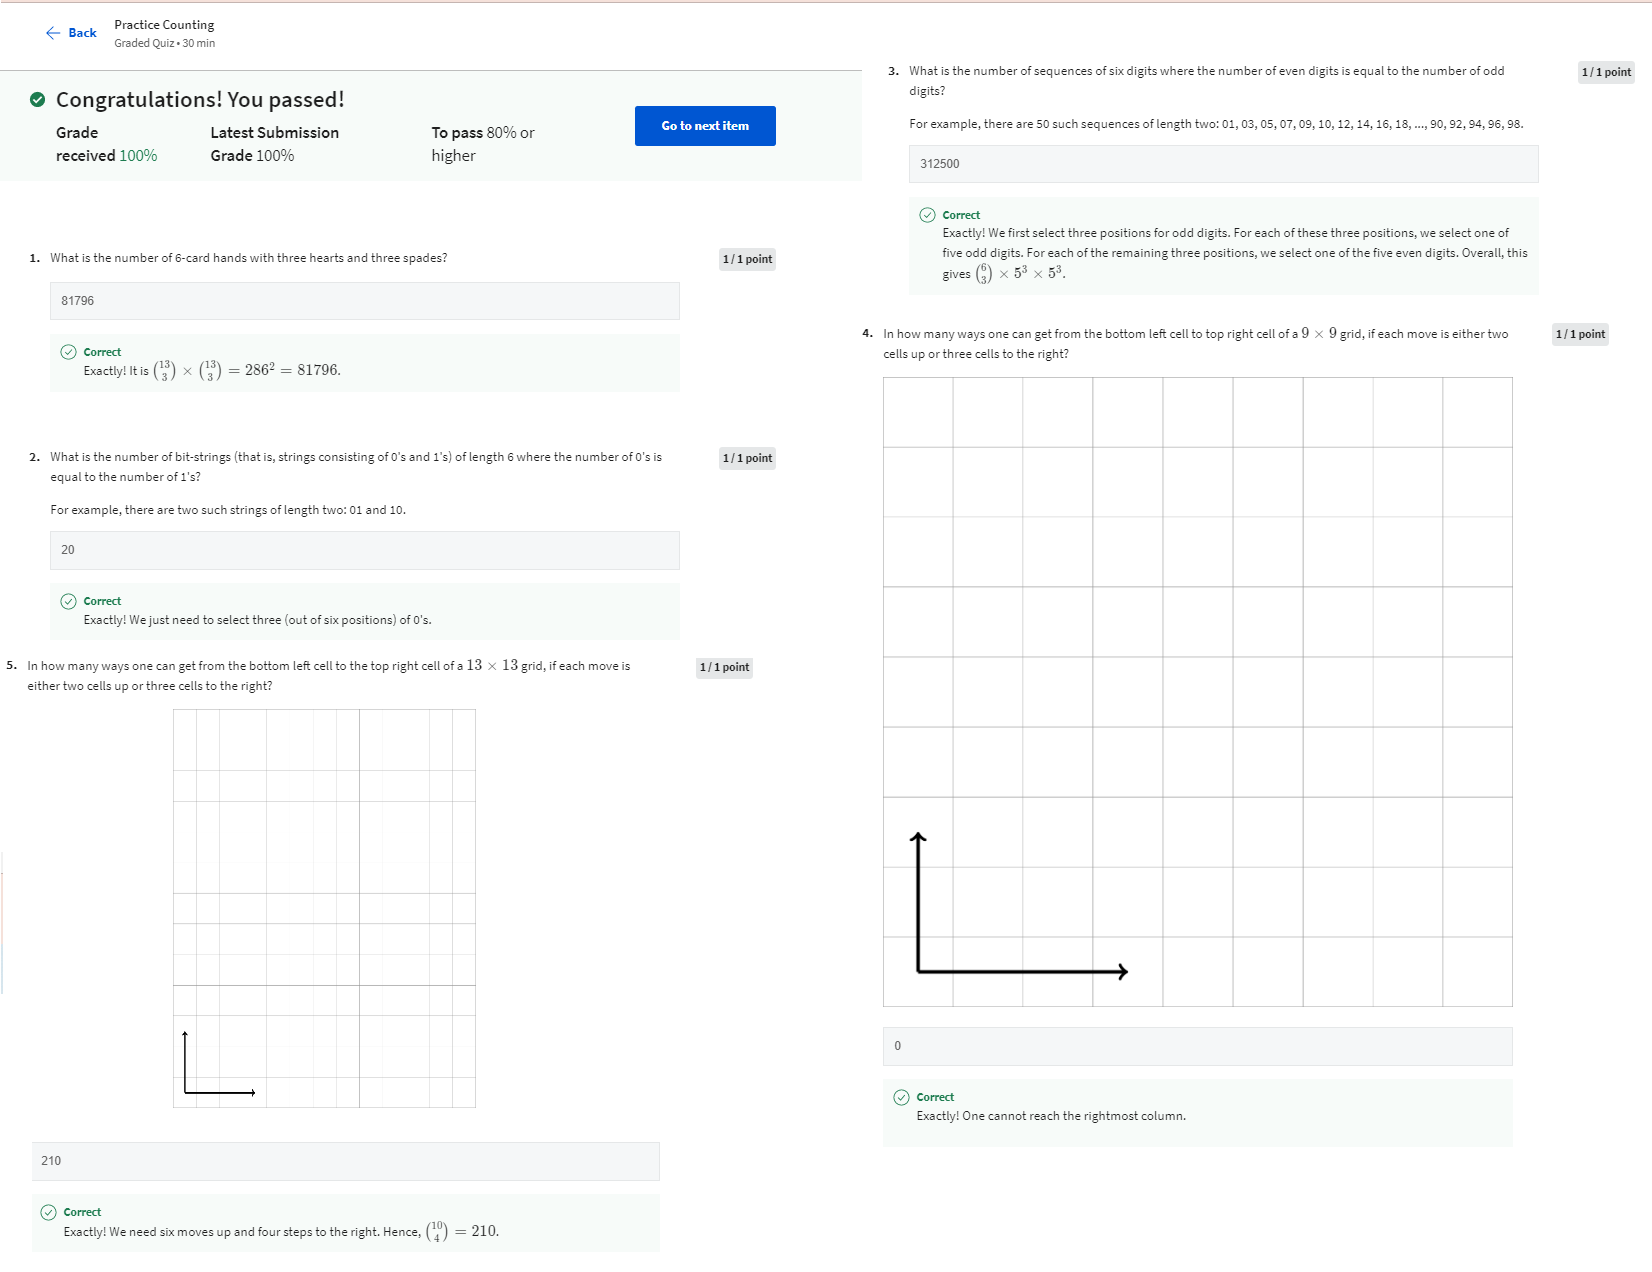 Back
Practice Counting
Graded Quiz • 30 min
Congratulations! You passed!
Grade
received 100%
Latest Submission
Grade 100%
To pass 80% or
higher
Go to next item
1. What is the number of 6-card hands with three hearts and three spades?
1 / 1 point
81796
Correct
Exactly! It is (13 3) × (13 3) = 286² = 81796.
2. What is the number of bit-strings (that is, strings consisting of 0's and 1's) of length 6 where the number of 0's is
equal to the number of 1's?
1 / 1 point
For example, there are two such strings of length two: 01 and 10.
20
Correct
Exactly! We just need to select three (out of six positions) of 0's.
3. What is the number of sequences of six digits where the number of even digits is equal to the number of odd
digits?
1 / 1 point
For example, there are 50 such sequences of length two: 01, 03, 05, 07, 09, 10, 12, 14, 16, 18, ..., 90, 92, 94, 96, 98.
312500
Correct
Exactly! We first select three positions for odd digits. For each of these three positions, we select one of
five odd digits. For each of the remaining three positions, we select one of the five even digits. Overall, this
gives (6 3) × 5³ × 5³.
4. In how many ways one can get from the bottom left cell to top right cell of a 9 × 9 grid, if each move is either two
cells up or three cells to the right?
1 / 1 point
0
Correct
Exactly! One cannot reach the rightmost column.
5. In how many ways one can get from the bottom left cell to the top right cell of a 13 × 13 grid, if each move is
either two cells up or three cells to the right?
1 / 1 point
210
Correct
Exactly! We need six moves up and four steps to the right. Hence, (10 4) = 210.